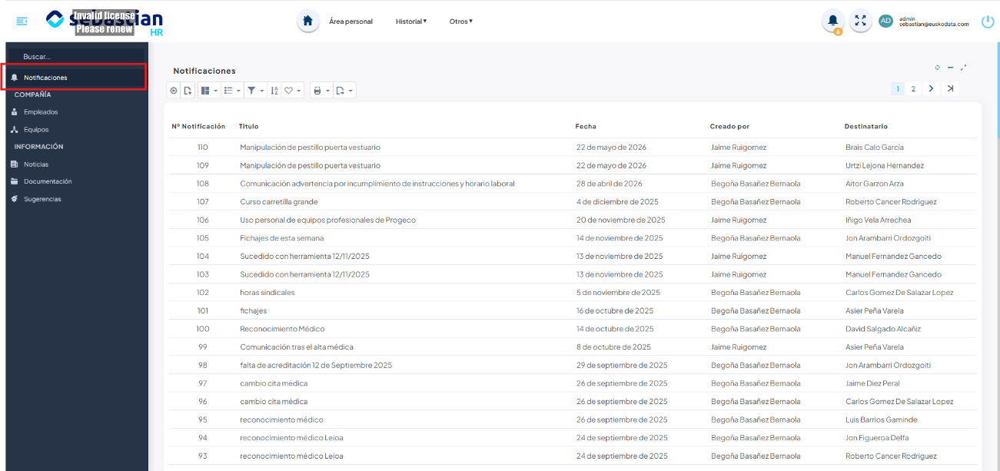 Invalid license
Please renew
sebastian
HR
Área personal
Historial▾
Otros▾
6
AD
admin
sebastian@euskodata.com
Buscar...
Notificaciones
COMPAÑÍA
Empleados
Equipos
INFORMACIÓN
Noticias
Documentación
Sugerencias
Notificaciones
1 2
Nº Notificación Titulo Fecha Creado por Destinatario
110 Manipulación de pestillo puerta vestuario 22 de mayo de 2026 Jaime Ruigomez Brais Calo García
109 Manipulación de pestillo puerta vestuario 22 de mayo de 2026 Jaime Ruigomez Urtzi Lejona Hernandez
108 Comunicación advertencia por incumplimiento de instrucciones y horario laboral 28 de abril de 2026 Begoña Basañez Bernaola Aitor Garzon Arza
107 Curso carretilla grande 4 de diciembre de 2025 Begoña Basañez Bernaola Roberto Cancer Rodriguez
106 Uso personal de equipos profesionales de Progeco 20 de noviembre de 2025 Jaime Ruigomez Iñigo Vela Arrechea
105 Fichajes de esta semana 14 de noviembre de 2025 Begoña Basañez Bernaola Jon Arambarri Ordozgoiti
104 Sucedido con herramienta 12/11/2025 13 de noviembre de 2025 Jaime Ruigomez Manuel Fernandez Gancedo
103 Sucedido con herramienta 12/11/2025 13 de noviembre de 2025 Jaime Ruigomez Manuel Fernandez Gancedo
102 horas sindicales 5 de noviembre de 2025 Begoña Basañez Bernaola Carlos Gomez De Salazar Lopez
101 fichajes 16 de octubre de 2025 Begoña Basañez Bernaola Asier Peña Varela
100 Reconocimiento Médico 14 de octubre de 2025 Begoña Basañez Bernaola David Salgado Alcañiz
99 Comunicación tras el alta médica 8 de octubre de 2025 Jaime Ruigomez Asier Peña Varela
98 falta de acreditación 12 de Septiembre 2025 29 de septiembre de 2025 Begoña Basañez Bernaola Jon Arambarri Ordozgoiti
97 cambio cita médica 26 de septiembre de 2025 Begoña Basañez Bernaola Jaime Diez Peral
96 cambio cita médica 26 de septiembre de 2025 Begoña Basañez Bernaola Carlos Gomez De Salazar Lopez
95 reconocimiento médico 26 de septiembre de 2025 Begoña Basañez Bernaola Luis Barrios Gaminde
94 reconocimiento médico Leioa 24 de septiembre de 2025 Begoña Basañez Bernaola Jon Figueroa Delfa
93 reconocimiento médico Leioa 24 de septiembre de 2025 Begoña Basañez Bernaola Roberto Cancer Rodriguez